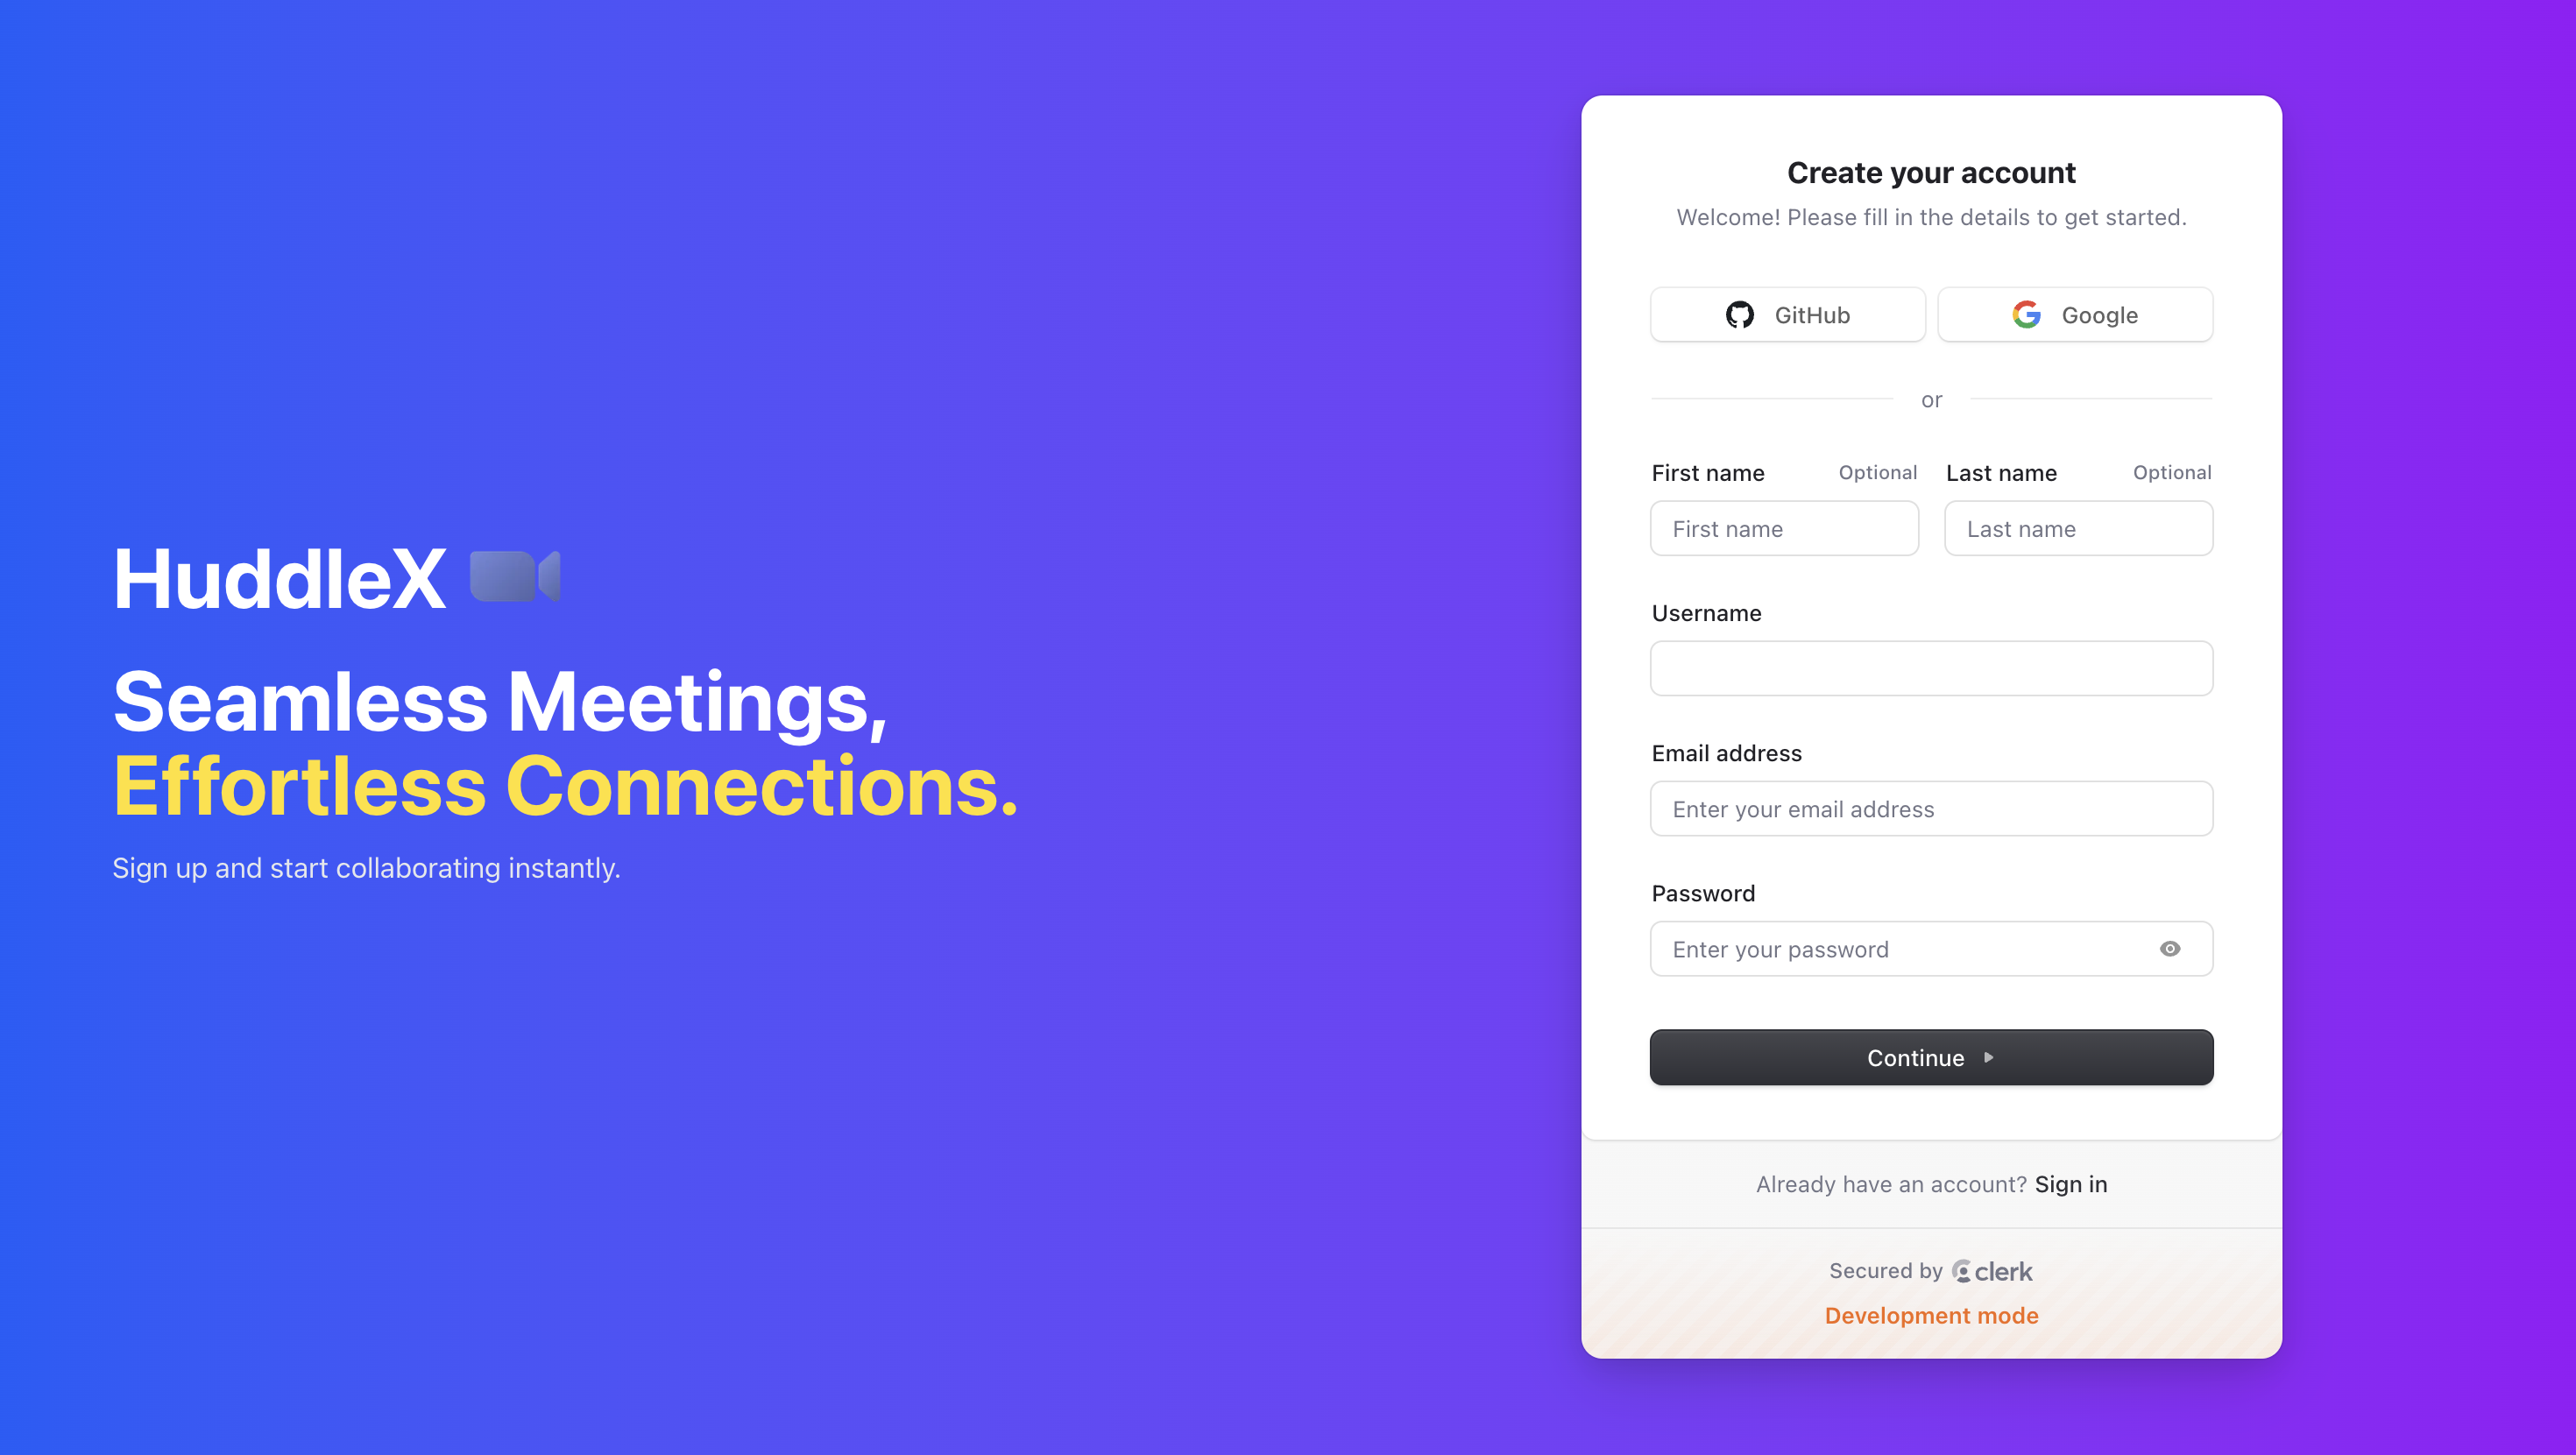 HuddleX
Seamless Meetings,
Effortless Connections.
Sign up and start collaborating instantly.
Create your account
Welcome! Please fill in the details to get started.
GitHub Google
or
First name Optional Last name Optional
First name Last name
Username
Email address
Enter your email address
Password
Enter your password
Continue
Already have an account? Sign in
Secured by clerk
Development mode